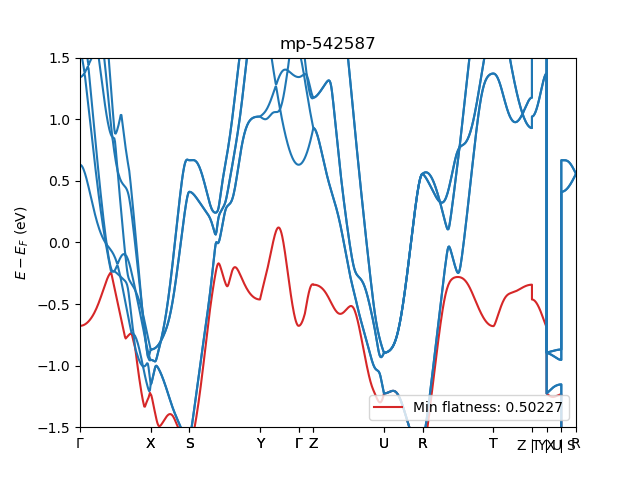 mp-542587
E − E_F (eV)
1.5
1.0
0.5
0.0
−0.5
−1.0
−1.5
Min flatness: 0.50227
Γ X S Y Γ Z U R T Z | T Y | X U | S R